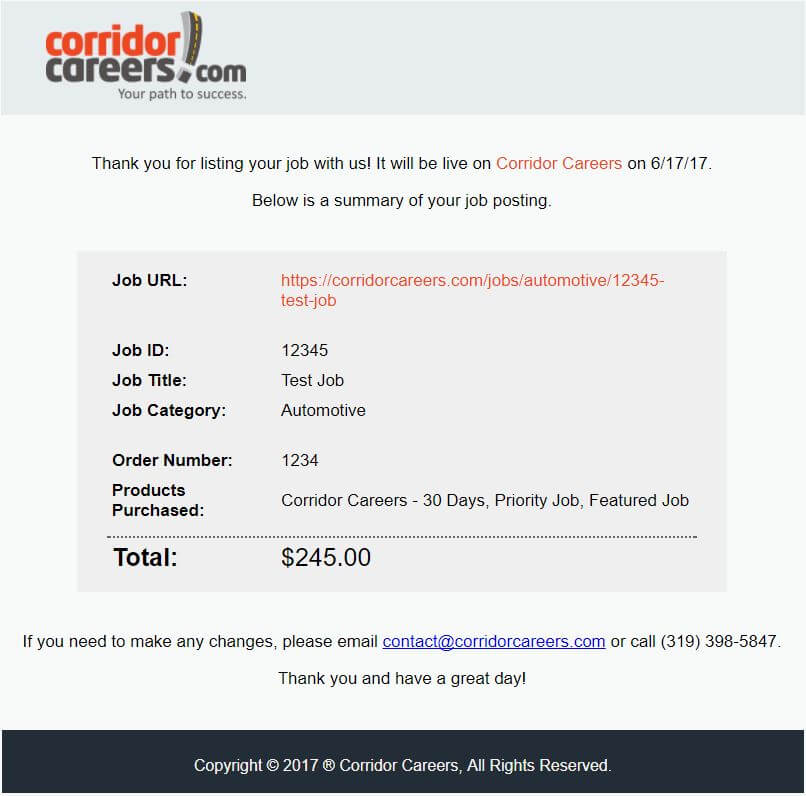 corridor
careers.com
Your path to success.
Thank you for listing your job with us! It will be live on Corridor Careers on 6/17/17.
Below is a summary of your job posting.
Job URL: https://corridorcareers.com/jobs/automotive/12345-
test-job
Job ID: 12345
Job Title: Test Job
Job Category: Automotive
Order Number: 1234
Products
Purchased: Corridor Careers - 30 Days, Priority Job, Featured Job
Total: $245.00
If you need to make any changes, please email contact@corridorcareers.com or call (319) 398-5847.
Thank you and have a great day!
Copyright © 2017 ® Corridor Careers, All Rights Reserved.